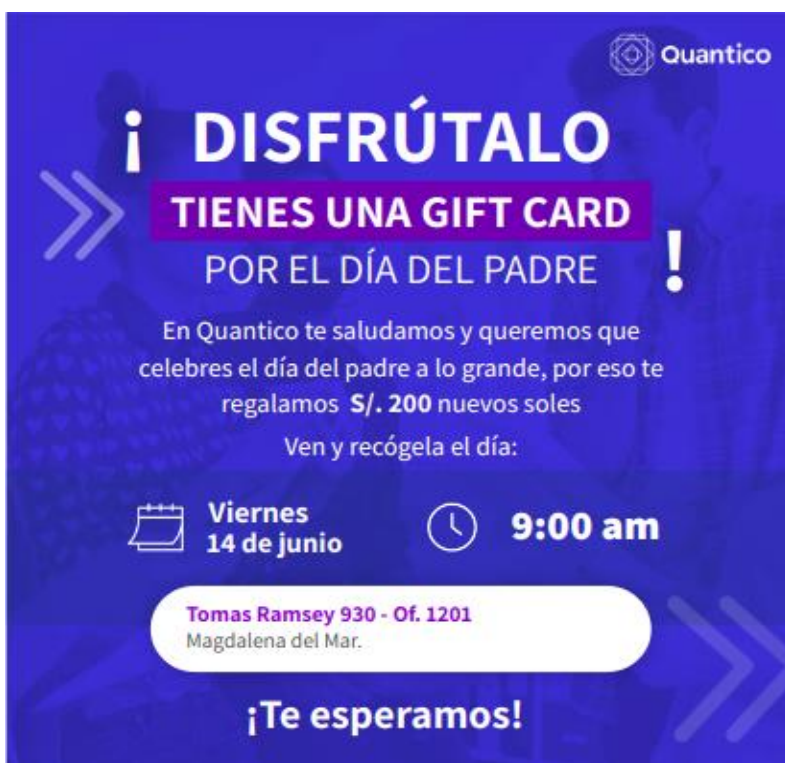 Quantico
¡ DISFRÚTALO
TIENES UNA GIFT CARD
POR EL DÍA DEL PADRE !
En Quantico te saludamos y queremos que
celebres el día del padre a lo grande, por eso te
regalamos S/. 200 nuevos soles
Ven y recógela el día:
Viernes
14 de junio
9:00 am
Tomas Ramsey 930 - Of. 1201
Magdalena del Mar.
¡Te esperamos!